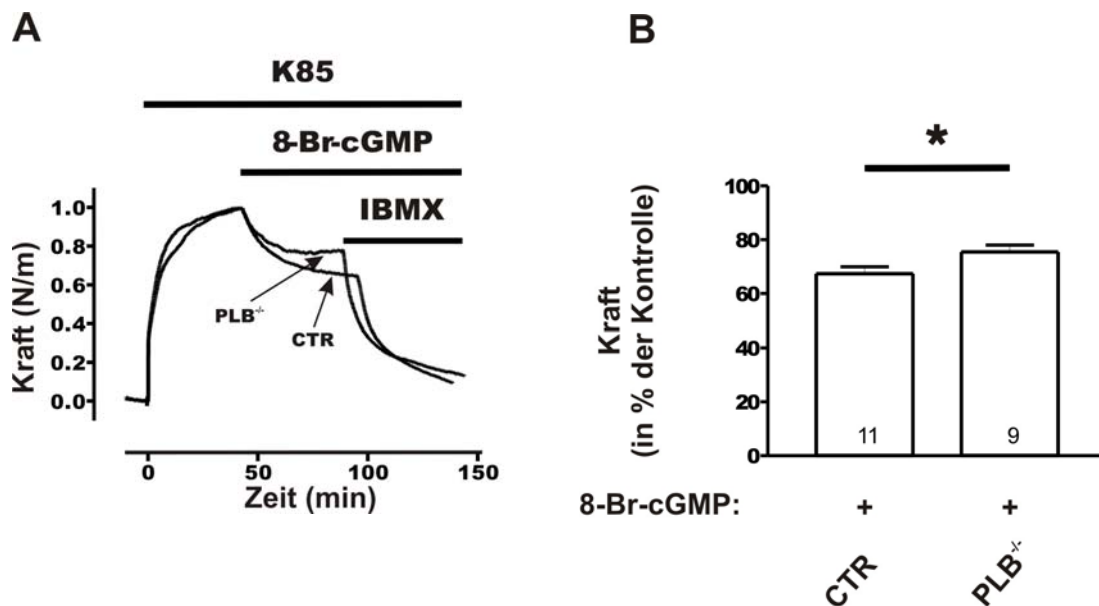 A
K85
8-Br-cGMP
IBMX
Kraft (N/m)
1.0
0.8
0.6
0.4
0.2
0.0
PLB-/-
CTR
0 50 100 150
Zeit (min)
B
*
Kraft
(in % der Kontrolle)
100
80
60
40
20
0
11 9
8-Br-cGMP: + +
CTR PLB-/-